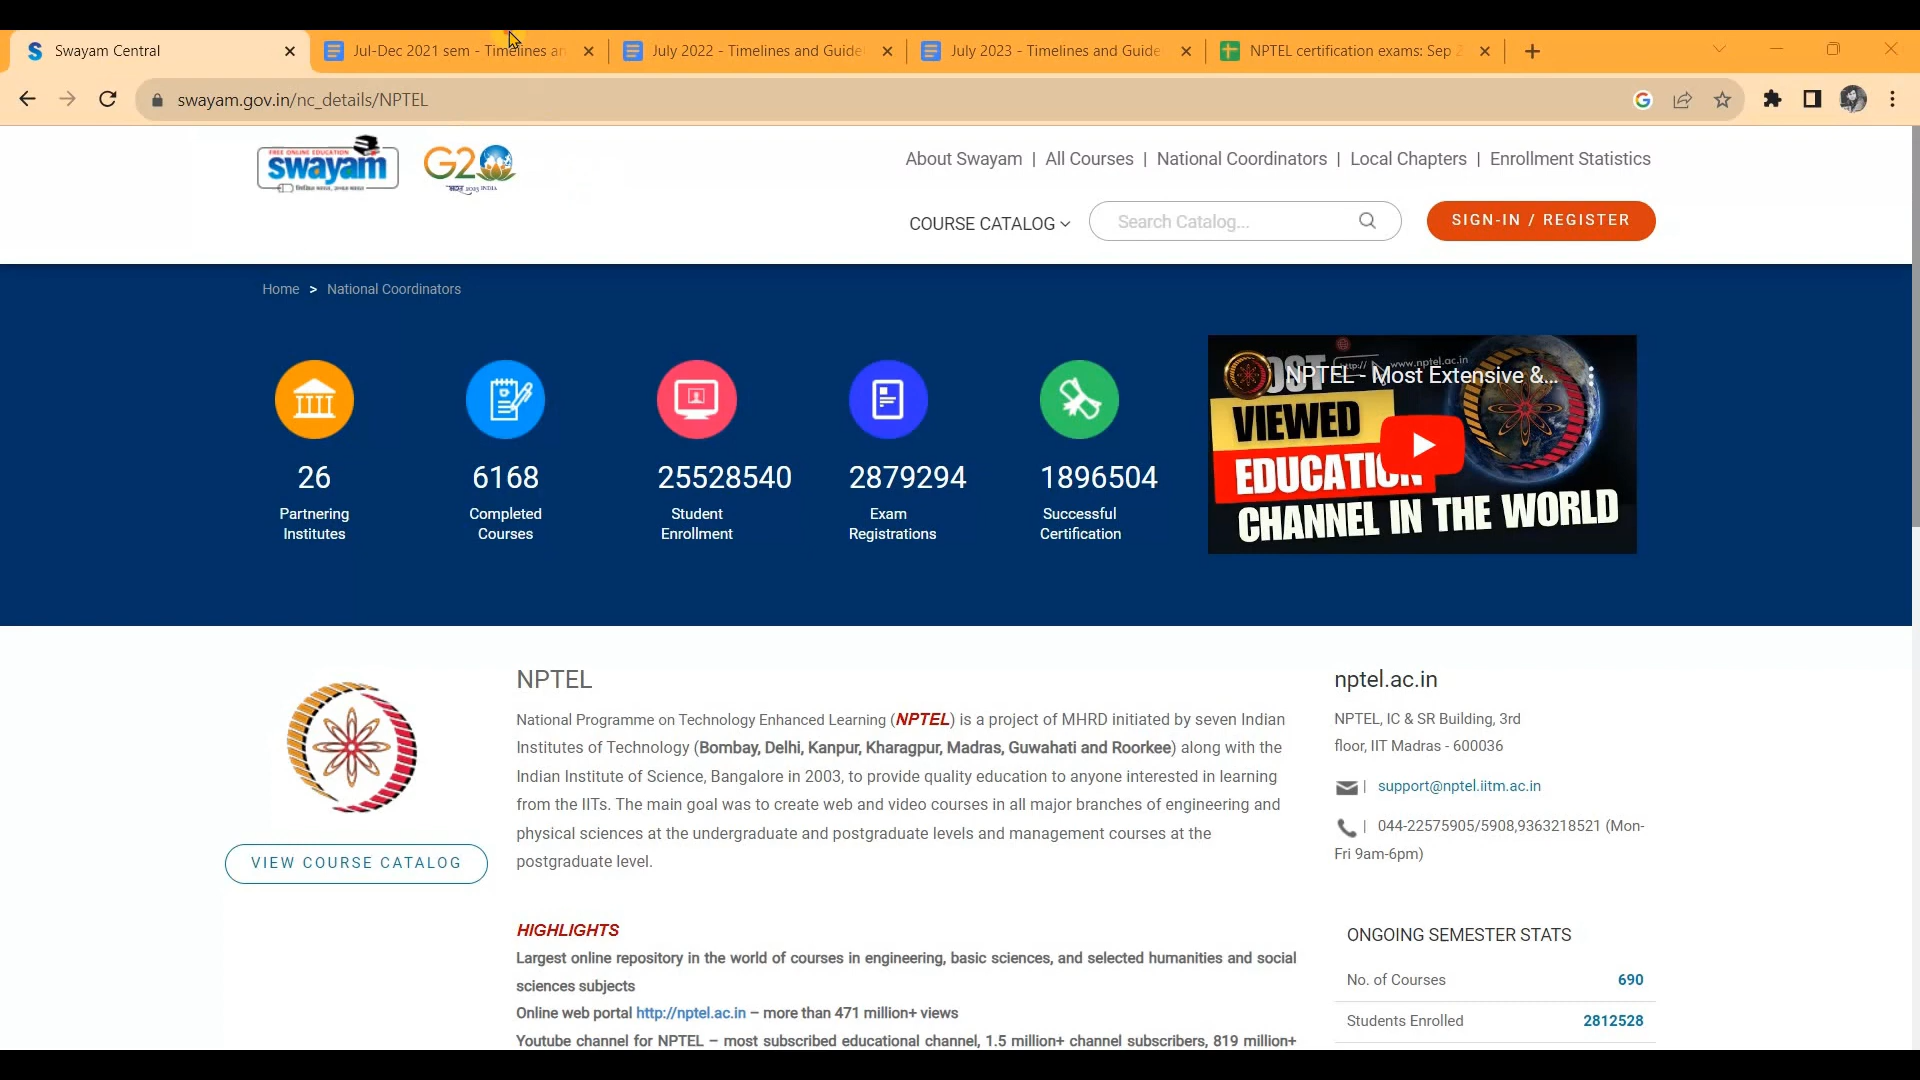 Swayam Central
Jul-Dec 2021 sem - Timelines an
July 2022 - Timelines and Guide
July 2023 - Timelines and Guide
NPTEL certification exams: Sep 2
swayam.gov.in/nc_details/NPTEL
FREE ONLINE EDUCATION
swayam
G20
About Swayam | All Courses | National Coordinators | Local Chapters | Enrollment Statistics
COURSE CATALOG
Search Catalog...
SIGN-IN / REGISTER
Home > National Coordinators
26
Partnering
Institutes
6168
Completed
Courses
25528540
Student
Enrollment
2879294
Exam
Registrations
1896504
Successful
Certification
http://
www.nptel.ac.in
NPTEL - Most Extensive &...
VIEWED
CHANNEL IN THE WORLD
VIEW COURSE CATALOG
NPTEL
National Programme on Technology Enhanced Learning (NPTEL) is a project of MHRD initiated by seven Indian
Institutes of Technology (Bombay, Delhi, Kanpur, Kharagpur, Madras, Guwahati and Roorkee) along with the
Indian Institute of Science, Bangalore in 2003, to provide quality education to anyone interested in learning
from the IITs. The main goal was to create web and video courses in all major branches of engineering and
physical sciences at the undergraduate and postgraduate levels and management courses at the
postgraduate level.
HIGHLIGHTS
Largest online repository in the world of courses in engineering, basic sciences, and selected humanities and social
sciences subjects
Online web portal http://nptel.ac.in – more than 471 million+ views
Youtube channel for NPTEL – most subscribed educational channel, 1.5 million+ channel subscribers, 819 million+
nptel.ac.in
NPTEL, IC & SR Building, 3rd
floor, IIT Madras - 600036
| support@nptel.iitm.ac.in
| 044-22575905/5908,9363218521 (Mon-
Fri 9am-6pm)
ONGOING SEMESTER STATS
No. of Courses 690
Students Enrolled 2812528